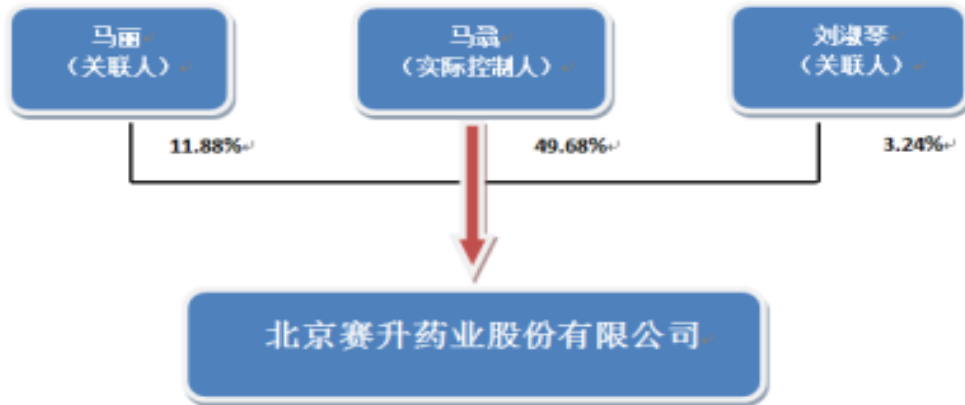 马丽
（关联人）
马骉
（实际控制人）
刘淑琴
（关联人）
11.88%
49.68%
3.24%
北京赛升药业股份有限公司